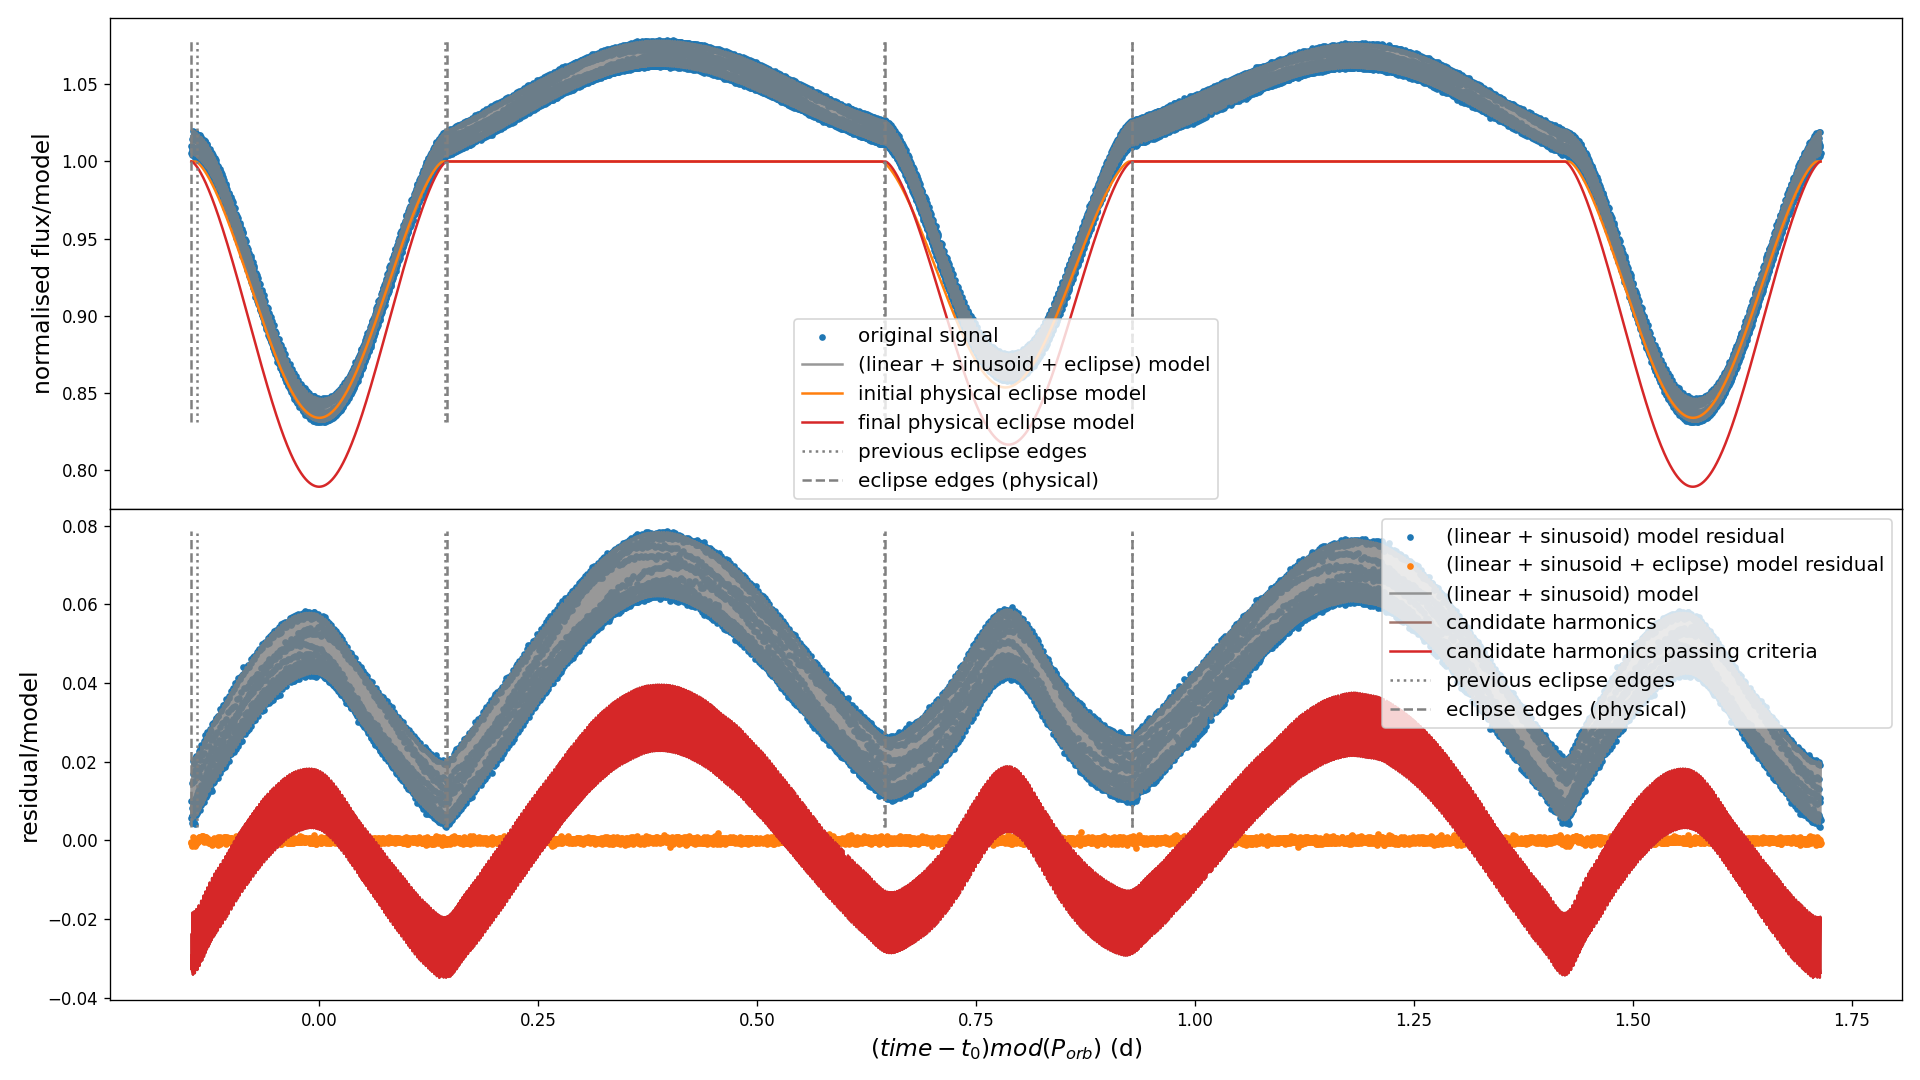 normalised flux/model
1.05
1.00
0.95
0.90
0.85
0.80
original signal
(linear + sinusoid + eclipse) model
initial physical eclipse model
final physical eclipse model
previous eclipse edges
eclipse edges (physical)
residual/model
0.08
0.06
0.04
0.02
0.00
−0.02
−0.04
(linear + sinusoid) model residual
(linear + sinusoid + eclipse) model residual
(linear + sinusoid) model
candidate harmonics
candidate harmonics passing criteria
previous eclipse edges
eclipse edges (physical)
0.00 0.25 0.50 0.75 1.00 1.25 1.50 1.75
(time − t₀)mod(Pₒᵣb) (d)